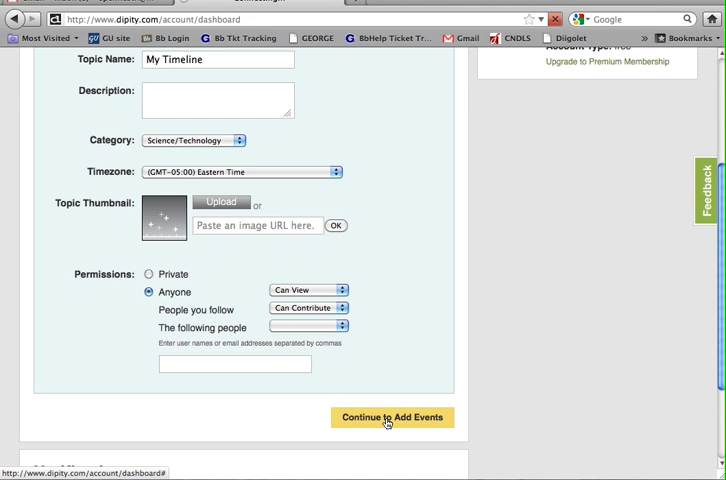 http://www.dipity.com/account/dashboard
Google
Most Visited
GU site
Bb Login
Bb Tkt Tracking
GEORGE
BbHelp Ticket Tr...
Gmail
CNDLS
Diigolet
»
Bookmarks
Topic Name:
My Timeline
Upgrade to Premium Membership
Description:
Category:
Science/Technology
Timezone:
(GMT-05:00) Eastern Time
Topic Thumbnail:
Upload
or
Paste an image URL here.
OK
Feedback
Permissions:
Private
Anyone
Can View
People you follow
Can Contribute
The following people
Enter user names or email addresses separated by commas
Continue to Add Events
http://www.dipity.com/account/dashboard#